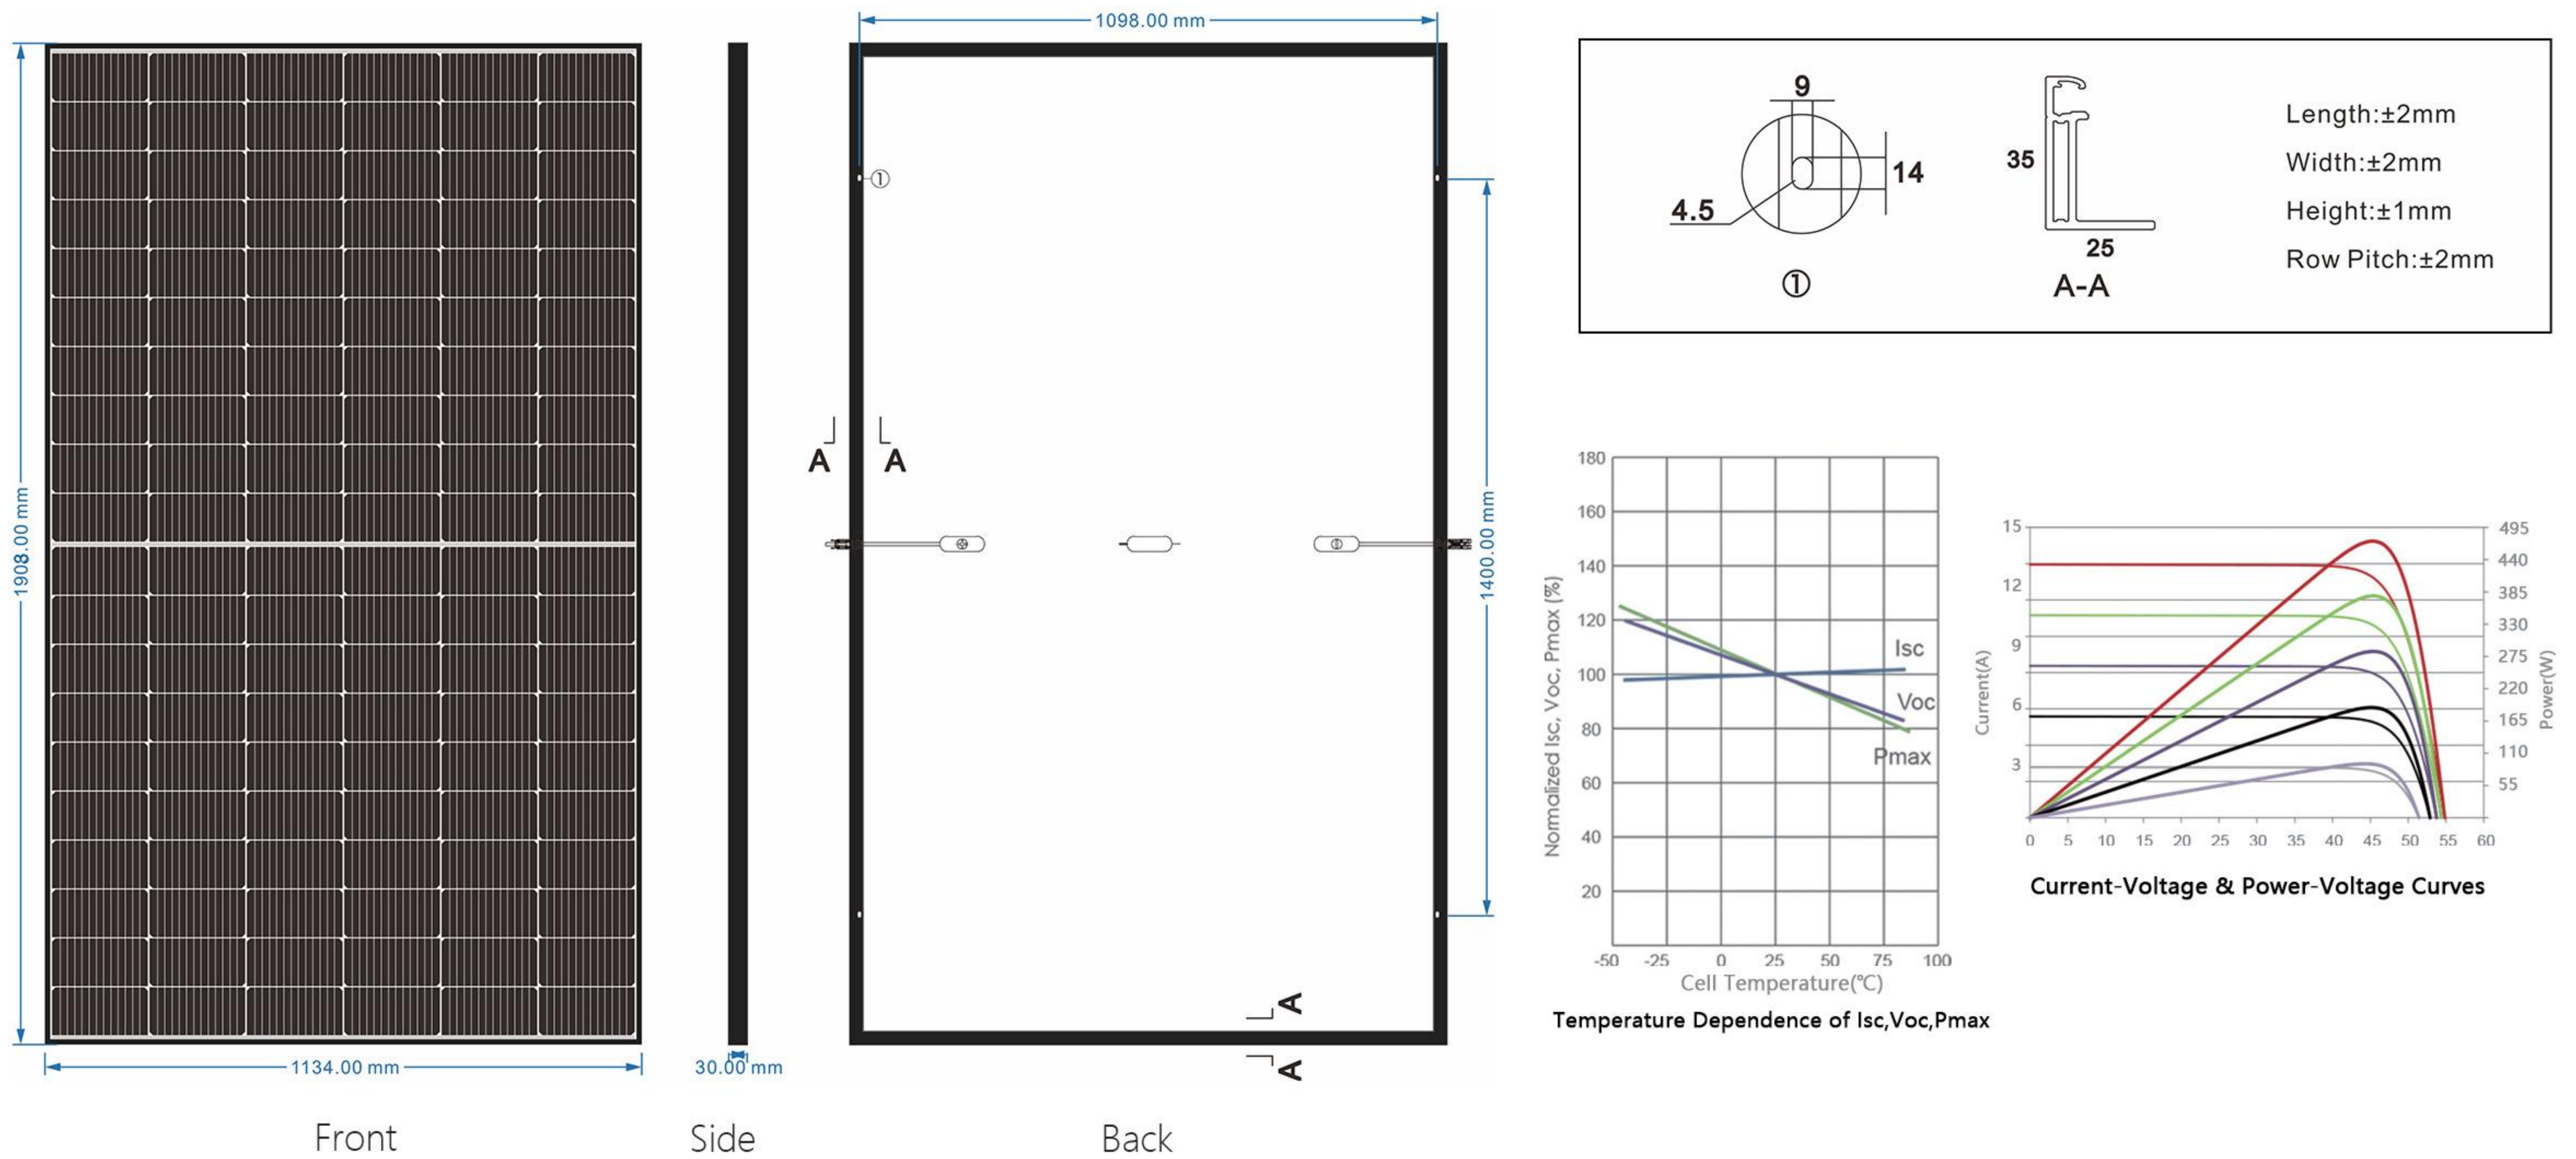 1098.00 mm
1908.00 mm
1134.00 mm
30.00 mm
①
A
A
1400.00 mm
A
A
Front
Side
Back
9
14
4.5
①
35
25
A-A
Length:±2mm
Width:±2mm
Height:±1mm
Row Pitch:±2mm
180
160
140
120
100
80
60
40
20
-50
-25
0
25
50
75
100
Normalized Isc, Voc, Pmax (%)
Isc
Voc
Pmax
Cell Temperature(℃)
Temperature Dependence of Isc,Voc,Pmax
15
12
9
6
3
Current(A)
495
440
385
330
275
220
165
110
55
Power(W)
0
5
10
15
20
25
30
35
40
45
50
55
60
Current-Voltage & Power-Voltage Curves